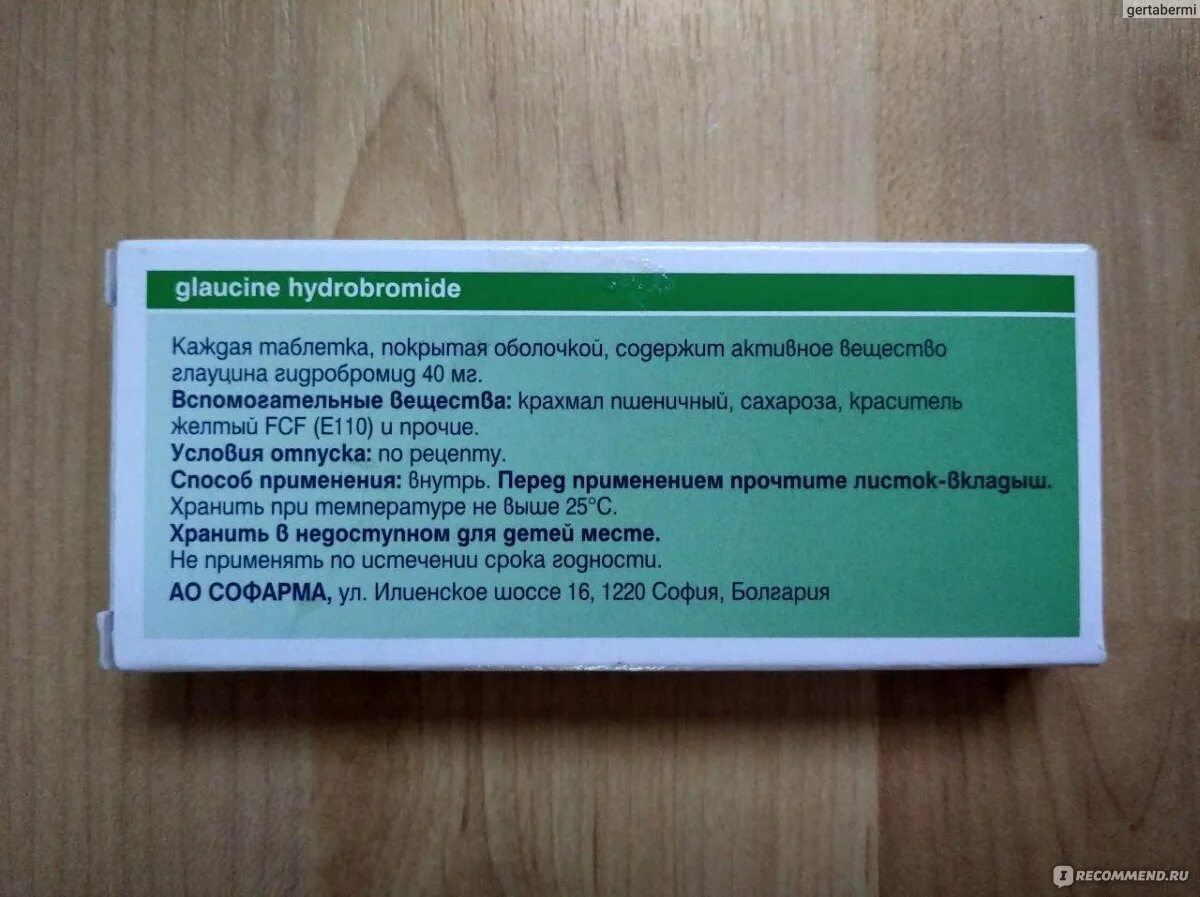 gertabermi
glaucine hydrobromide
Каждая таблетка, покрытая оболочкой, содержит активное вещество
глауцина гидробромид 40 мг.
Вспомогательные вещества: крахмал пшеничный, сахароза, краситель
желтый FCF (E110) и прочие.
Условия отпуска: по рецепту.
Способ применения: внутрь. Перед применением прочтите листок-вкладыш.
Хранить при температуре не выше 25°С.
Хранить в недоступном для детей месте.
Не применять по истечении срока годности.
АО СОФАРМА, ул. Илиенское шоссе 16, 1220 София, Болгария
IRECOMMEND.RU